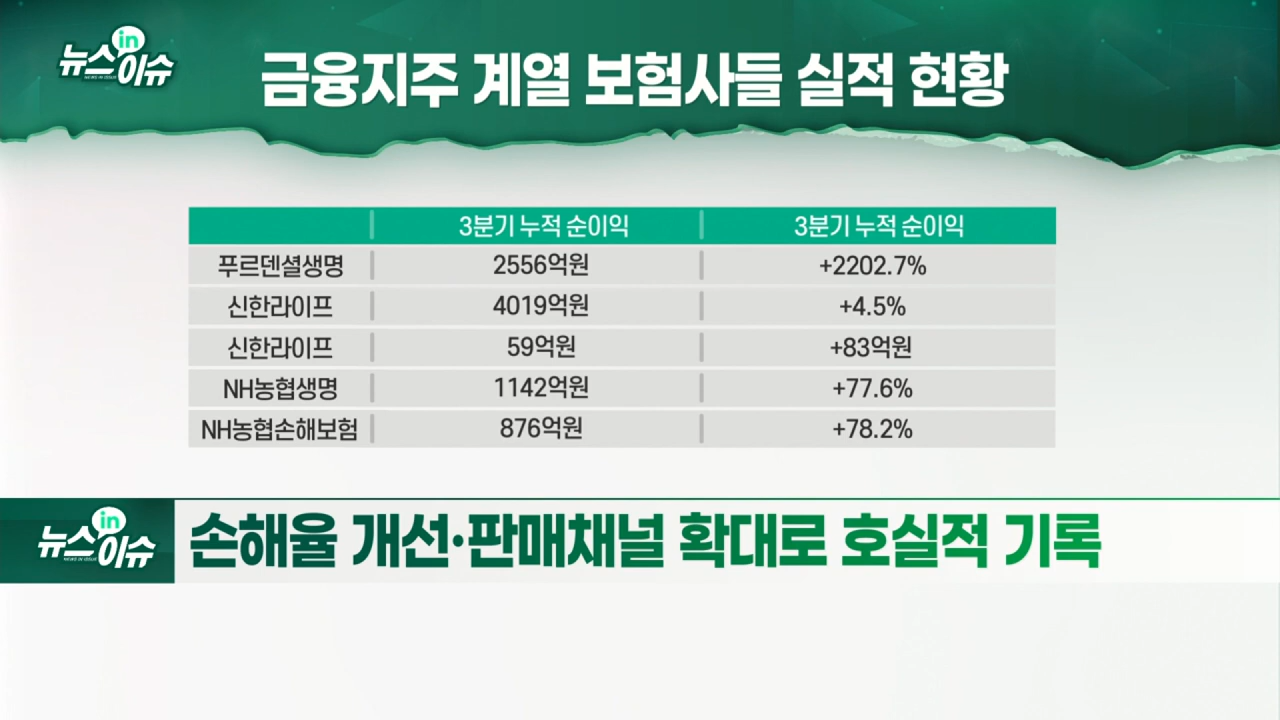 뉴스in이슈
금융지주 계열 보험사들 실적 현황
3분기 누적 순이익 3분기 누적 순이익
푸르덴셜생명 2556억원 +2202.7%
신한라이프 4019억원 +4.5%
신한라이프 59억원 +83억원
NH농협생명 1142억원 +77.6%
NH농협손해보험 876억원 +78.2%
뉴스in이슈
손해율 개선·판매채널 확대로 호실적 기록